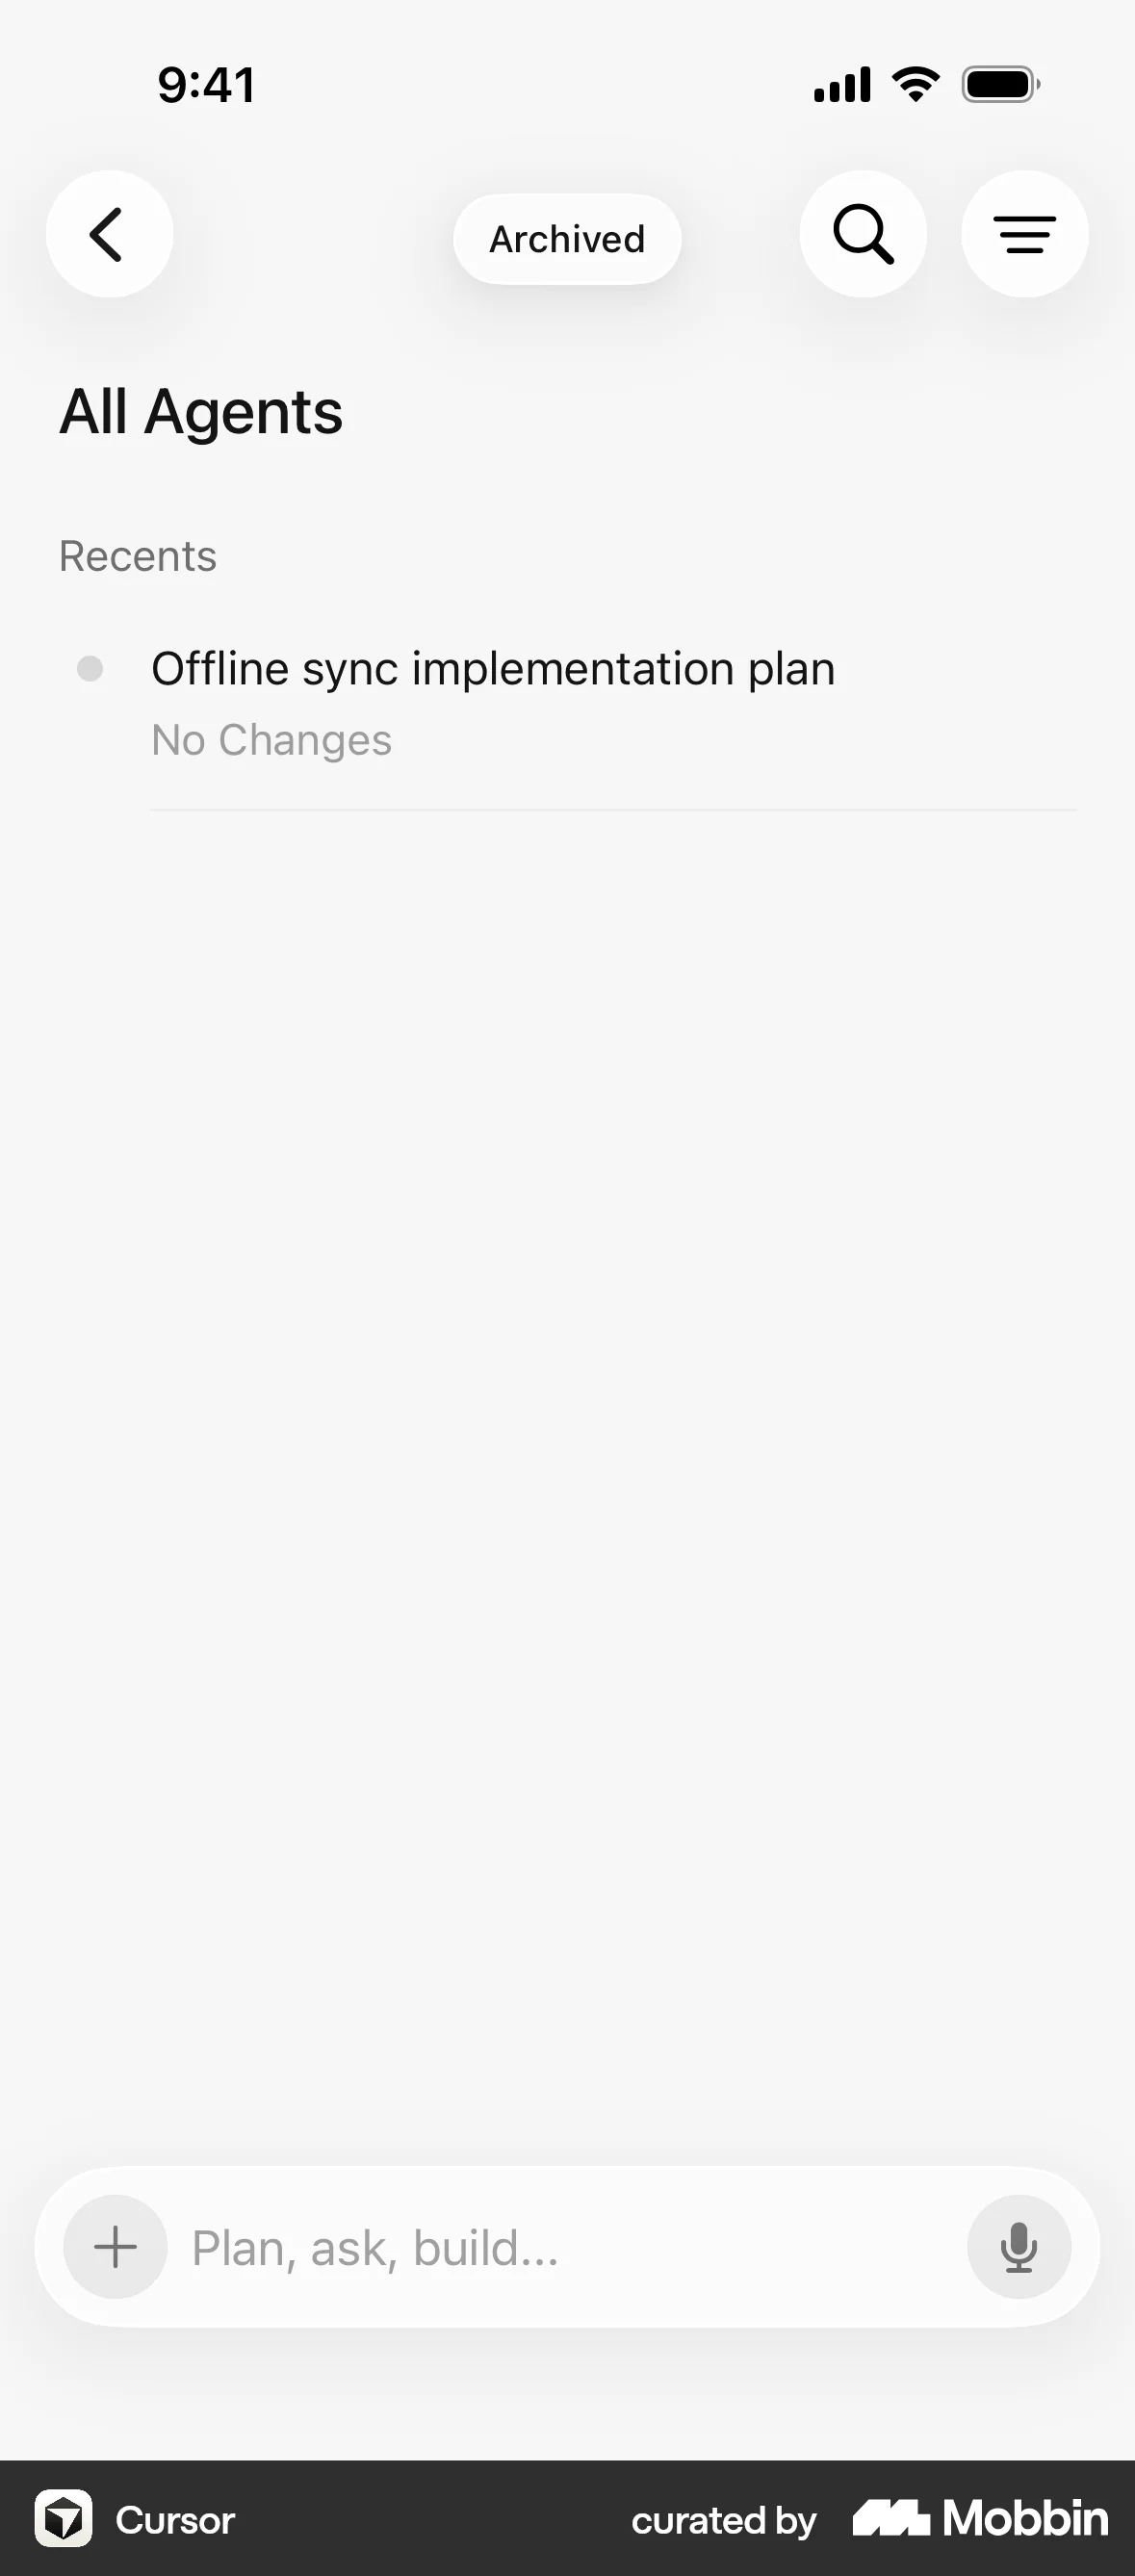 9:41
Archived
All Agents
Recents
Offline sync implementation plan
No Changes
Plan, ask, build...
Cursor
curated by Mobbin